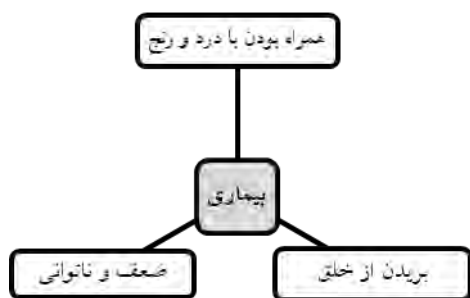 همراه بودن با درد و رنج
بیماری
بریدن از خلق
ضعف و ناتوانی